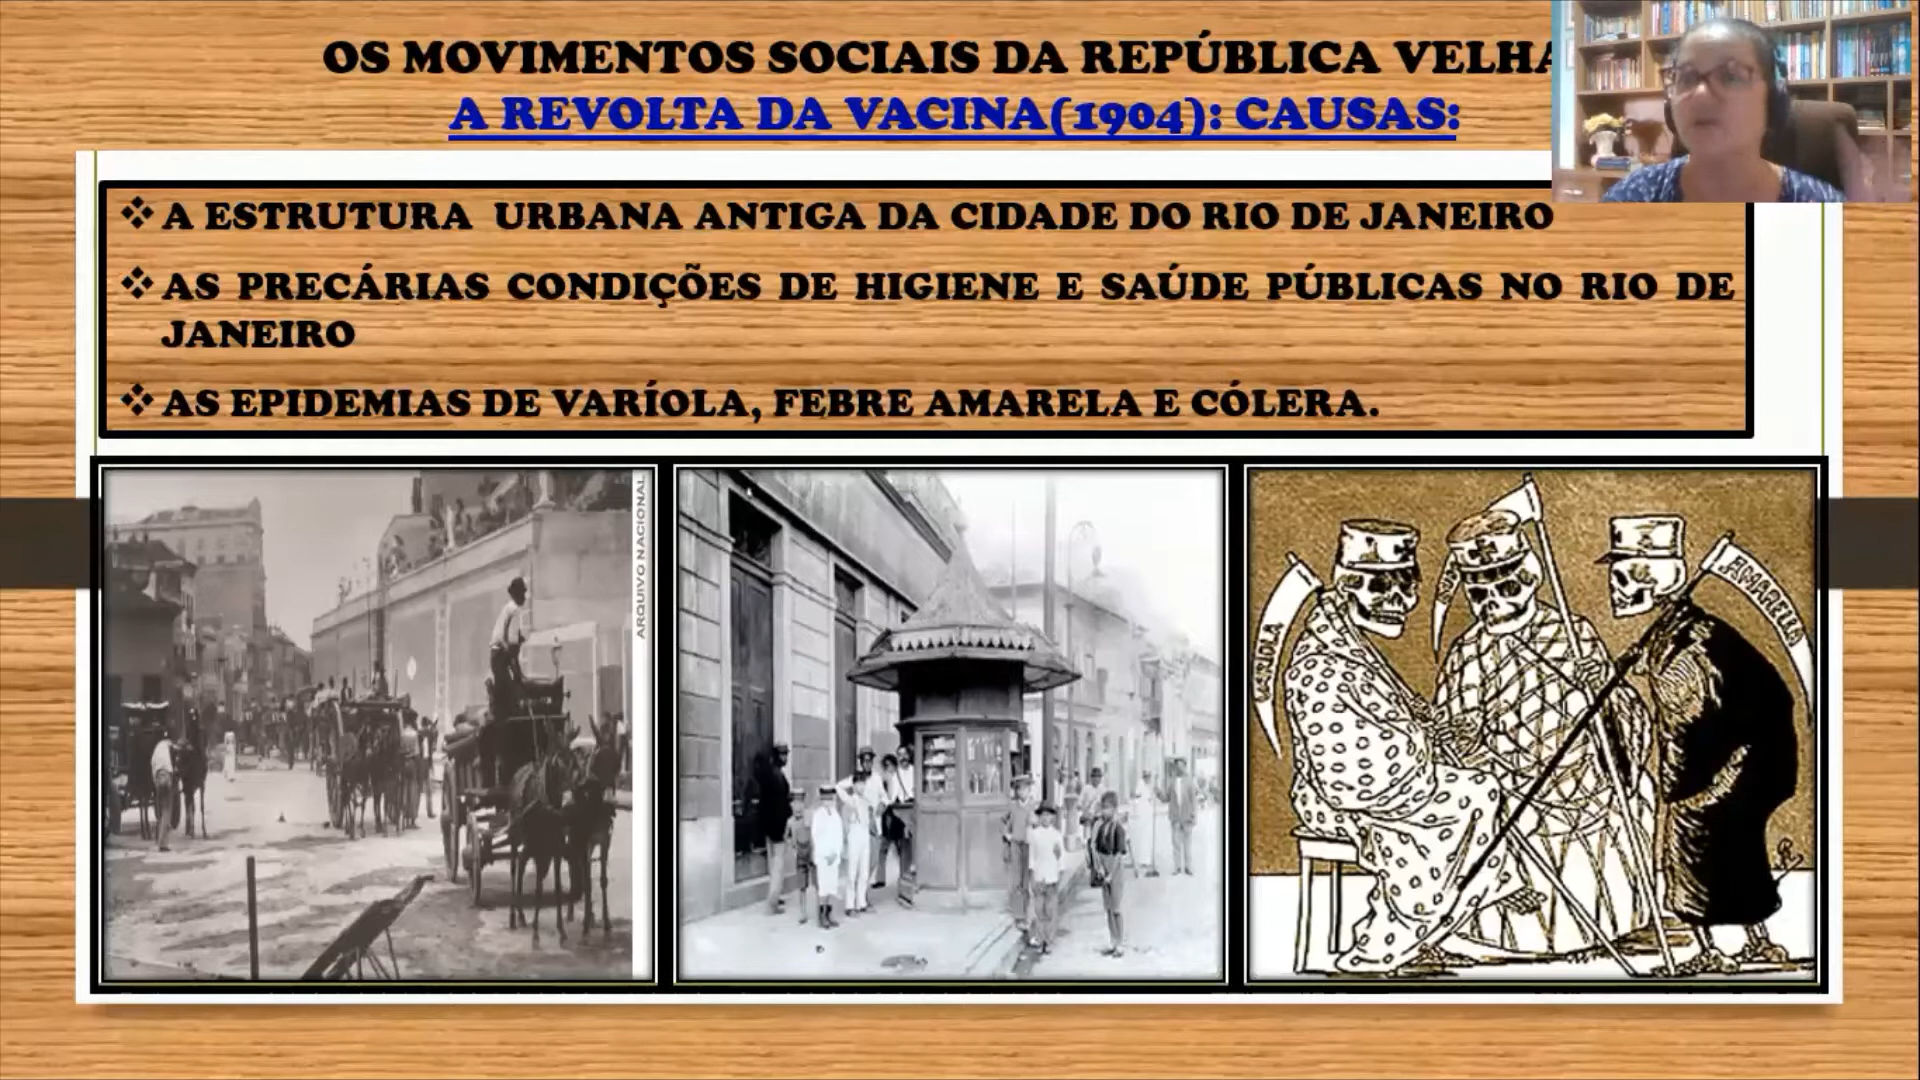 OS MOVIMENTOS SOCIAIS DA REPÚBLICA VELHA
A REVOLTA DA VACINA(1904): CAUSAS:
❖ A ESTRUTURA URBANA ANTIGA DA CIDADE DO RIO DE JANEIRO
❖ AS PRECÁRIAS CONDIÇÕES DE HIGIENE E SAÚDE PÚBLICAS NO RIO DE
JANEIRO
❖ AS EPIDEMIAS DE VARÍOLA, FEBRE AMARELA E CÓLERA.
ARQUIVO NACIONAL
VARIOLA
AMARELLA